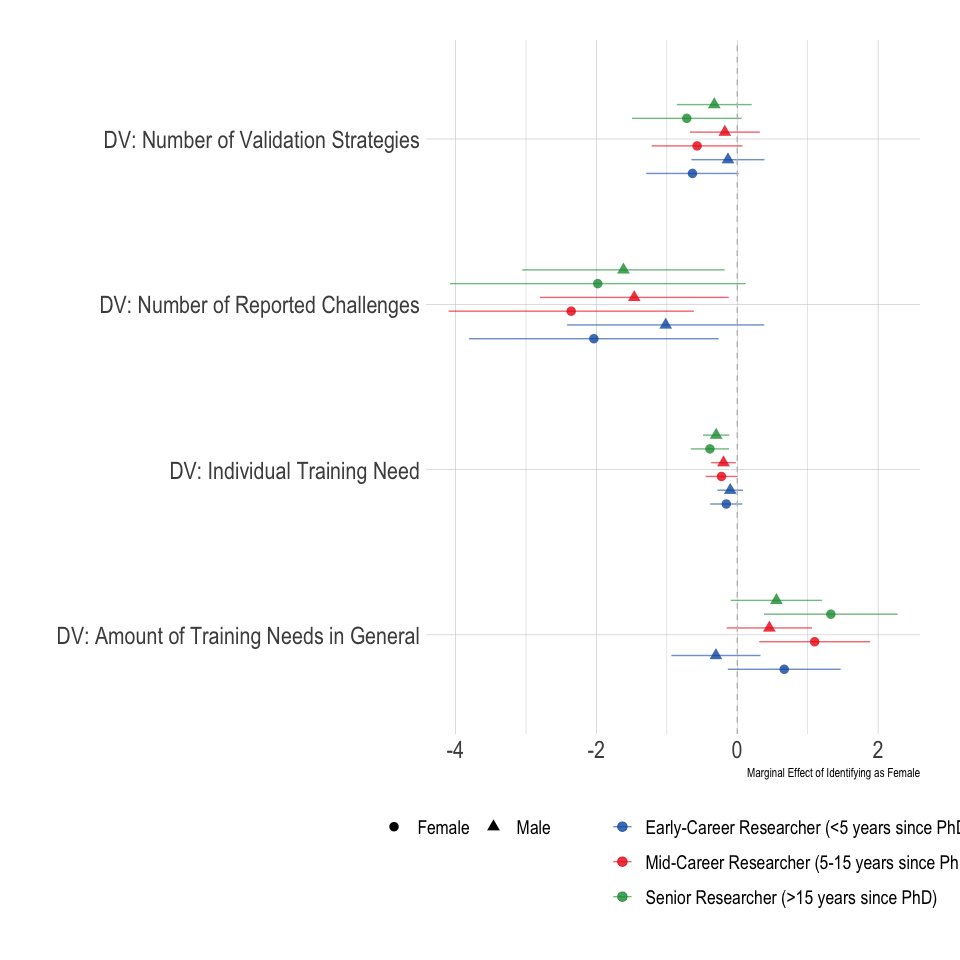 DV: Number of Validation Strategies
DV: Number of Reported Challenges
DV: Individual Training Need
DV: Amount of Training Needs in General
-4 -2 0 2
Marginal Effect of Identifying as Female
Female Male
Early-Career Researcher (<5 years since PhD
Mid-Career Researcher (5-15 years since Ph
Senior Researcher (>15 years since PhD)